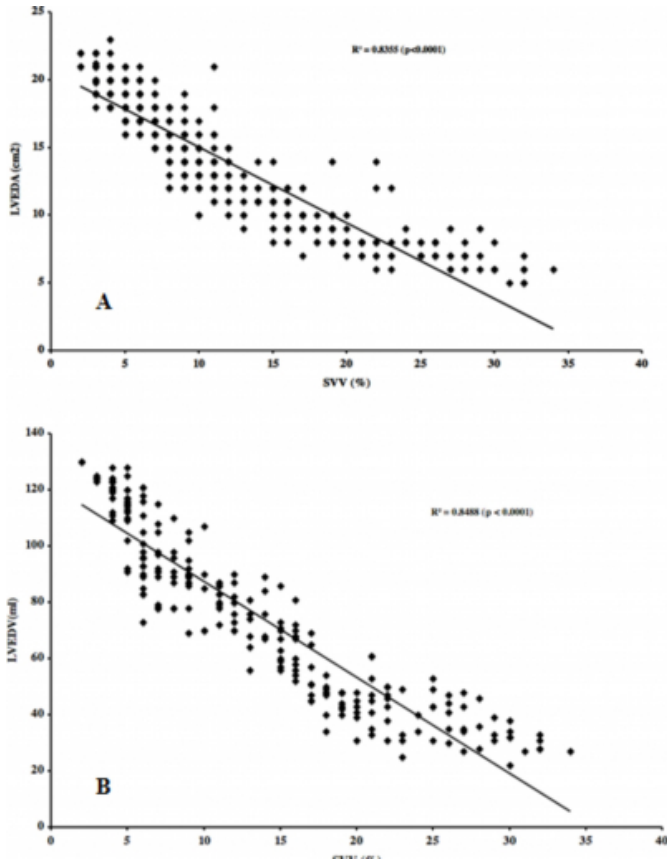 25
20
15
10
5
0
LVEDA (cm2)
R² = 0.8355 (p<0.0001)
A
0 5 10 15 20 25 30 35 40
SVV (%)
140
120
100
80
60
40
20
0
LVEDV(ml)
R² = 0.8488 (p < 0.0001)
B
0 5 10 15 20 25 30 35 40
SVV (%)